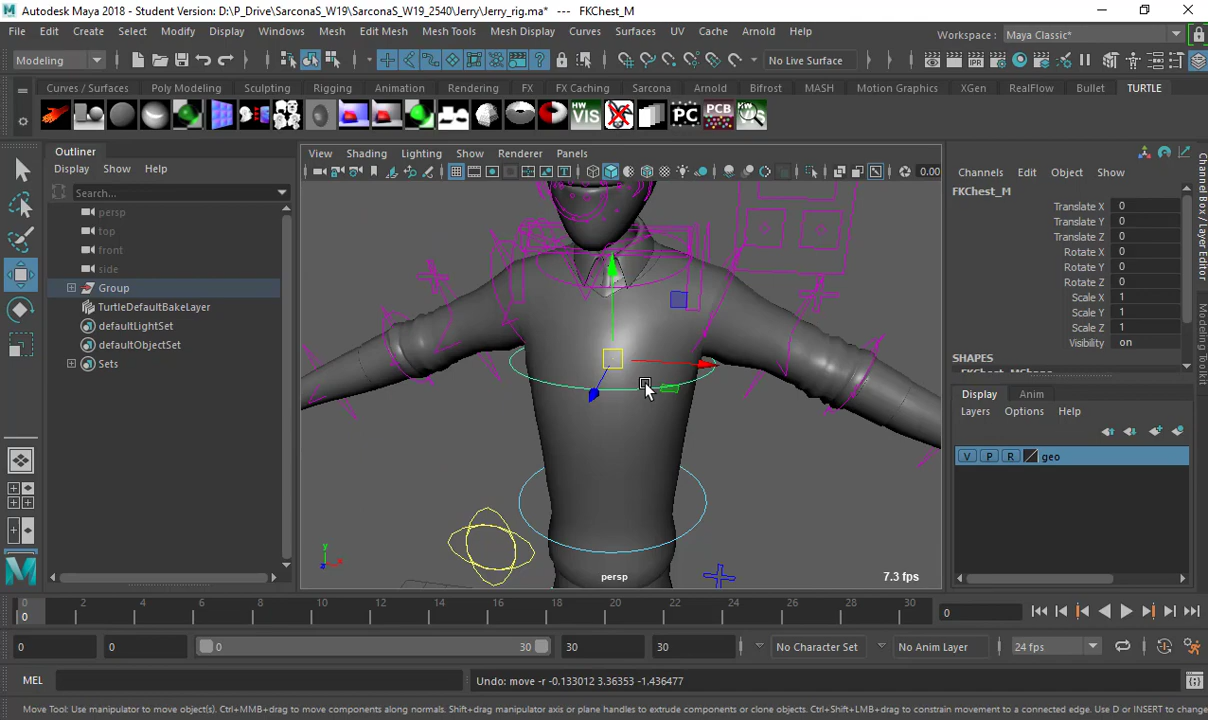 Autodesk Maya 2018 - Student Version: D:\P_Drive\SarconaS_W19\SarconaS_W19_2540\Jerry\Jerry_rig.ma* --- FKChest_M
File Edit Create Select Modify Display Windows Mesh Edit Mesh Mesh Tools Mesh Display Curves Surfaces UV Cache Arnold Workspace : Maya Classic*
Modeling No Live Surface
Curves / Surfaces Poly Modeling Sculpting Rigging Animation Rendering FX FX Caching Sarcona Arnold Bifrost MASH Motion Graphics XGen RealFlow Bullet TURTLE
HW VIS PC PCB
Outliner
Display Show Help
Search...
persp
top
front
side
Group
TurtleDefaultBakeLayer
defaultLightSet
defaultObjectSet
Sets
View Shading Lighting Show Renderer Panels
0.00
persp
7.3 fps
y
x
z
Channels Edit Object Show
FKChest_M
Translate X 0
Translate Y 0
Translate Z 0
Rotate X 0
Rotate Y 0
Rotate Z 0
Scale X 1
Scale Y 1
Scale Z 1
Visibility on
SHAPES
Channel Box / Layer Editor
Modeling Toolkit
Display Anim
Layers Options Help
V P R geo
0 2 4 6 8 10 12 14 16 18 20 22 24 26 28 30
0 0
0 0 0 30 30 30 No Character Set No Anim Layer 24 fps
MEL Undo: move -r -0.133012 3.36353 -1.436477
Move Tool: Use manipulator to move object(s). Ctrl+MMB+drag to move components along normals. Shift+drag manipulator axis or plane handles to extrude components or clone objects. Ctrl+Shift+LMB+drag to constrain movement to a connected edge. Use D or INSERT to change